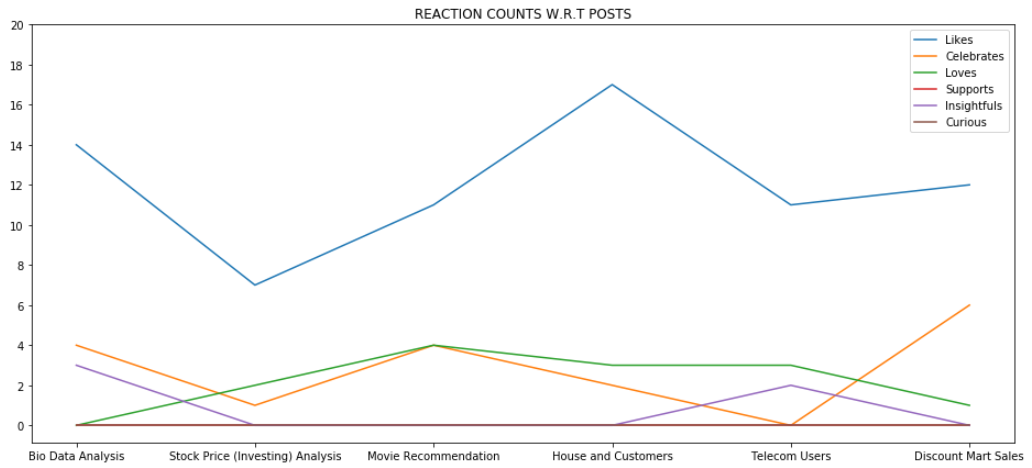 REACTION COUNTS W.R.T POSTS
20
18
16
14
12
10
8
6
4
2
0
Likes
Celebrates
Loves
Supports
Insightfuls
Curious
Bio Data Analysis Stock Price (Investing) Analysis Movie Recommendation House and Customers Telecom Users Discount Mart Sales